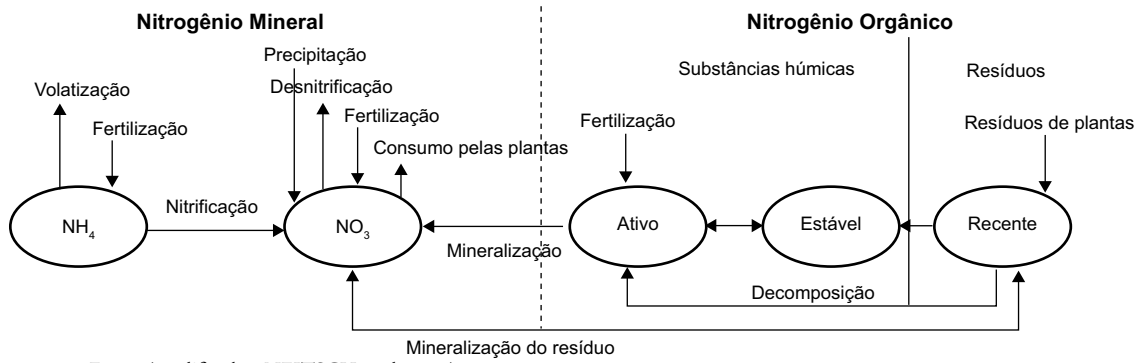 Nitrogênio Mineral
Nitrogênio Orgânico
Precipitação
Substâncias húmicas
Resíduos
Volatização
Desnitrificação
Fertilização
Fertilização
Fertilização
Resíduos de plantas
Consumo pelas plantas
Nitrificação
NH4
NO3
Ativo
Estável
Recente
Mineralização
Decomposição
Mineralização do resíduo